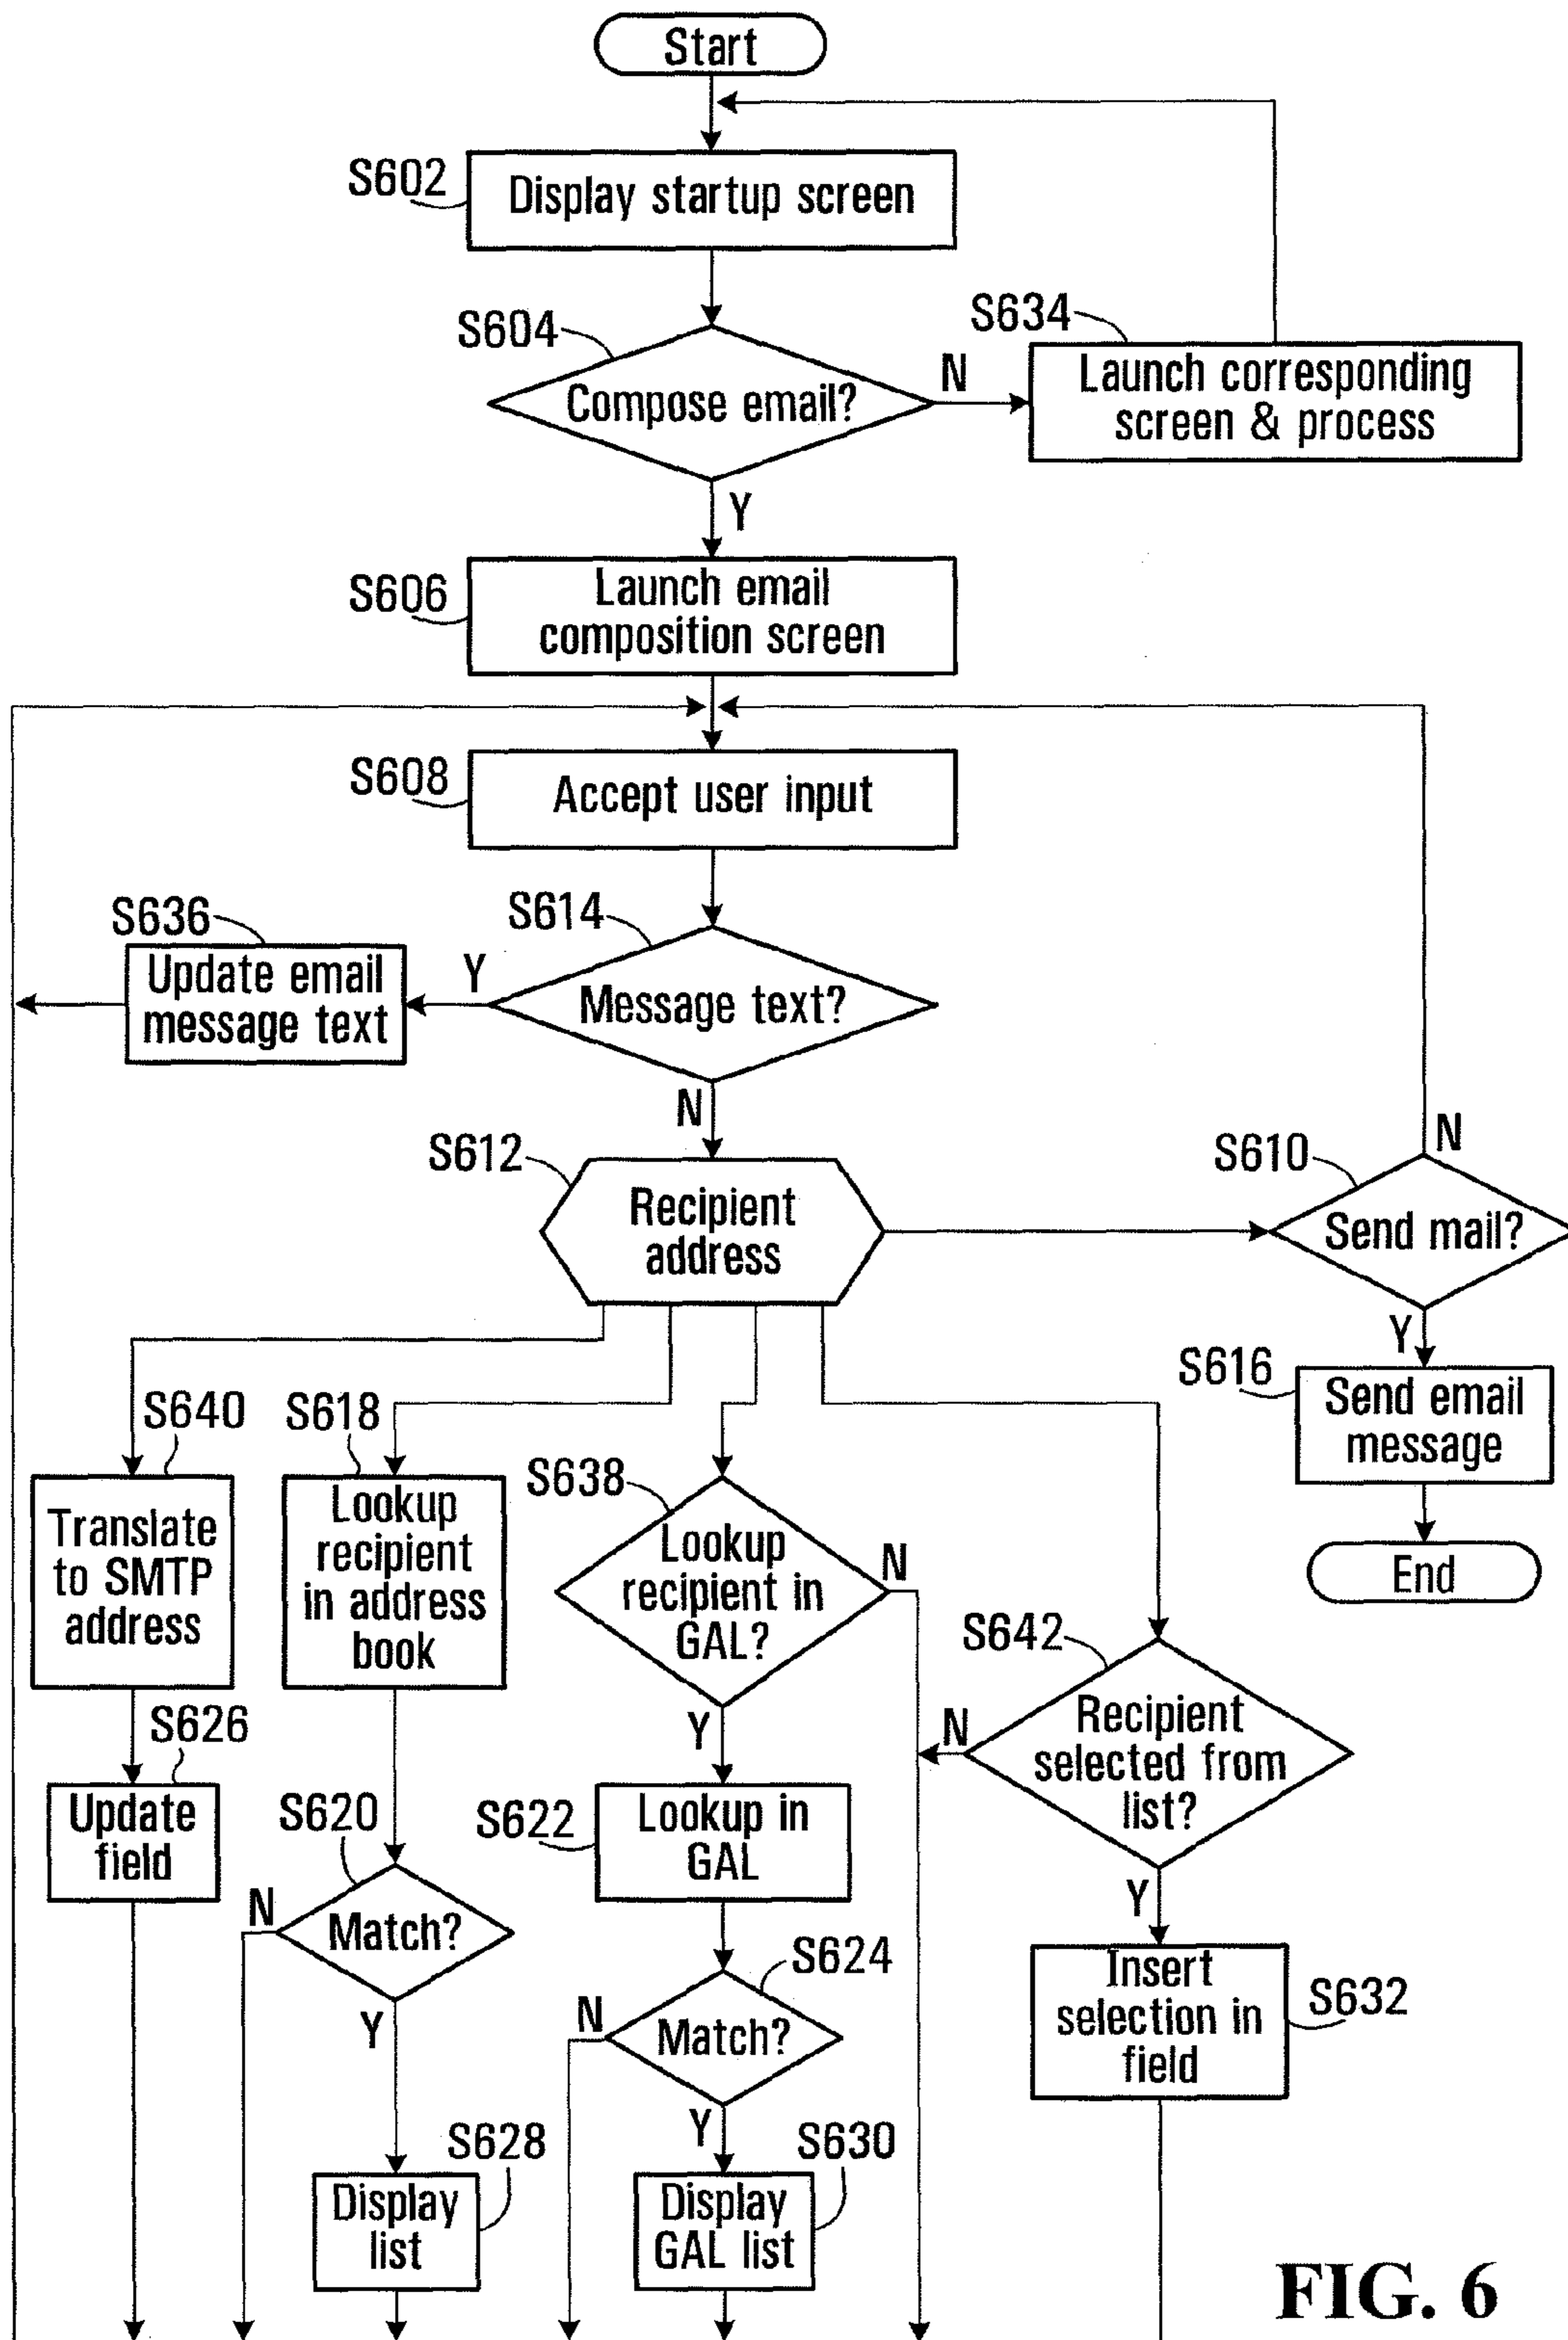 Start
S602
Display startup screen
S604
Compose email?
N
S634
Launch corresponding
screen & process
Y
S606
Launch email
composition screen
S608
Accept user input
S614
Message text?
Y
S636
Update email
message text
N
S612
Recipient
address
S610
Send mail?
N
Y
S616
Send email
message
End
S640
Translate
to SMTP
address
S626
Update
field
S618
Lookup
recipient
in address
book
S620
Match?
N
Y
S628
Display
list
S638
Lookup
recipient in
GAL?
N
Y
S622
Lookup in
GAL
S624
Match?
N
Y
S630
Display
GAL list
S642
Recipient
selected from
list?
N
Y
Insert
selection in
field
S632
FIG. 6